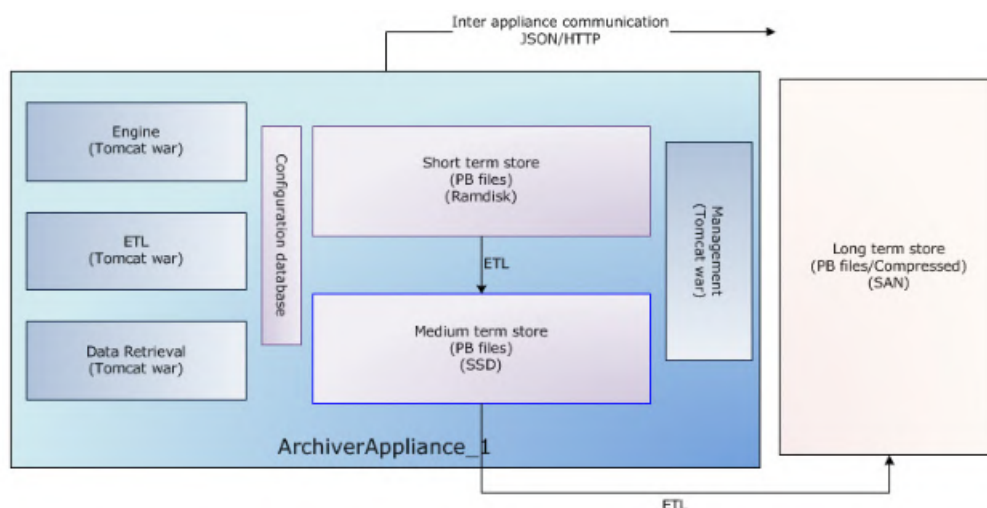 Inter appliance communication
JSON/HTTP
Engine
(Tomcat war)
ETL
(Tomcat war)
Data Retrieval
(Tomcat war)
Configuration database
Short term store
(PB files)
(Ramdisk)
ETL
Medium term store
(PB files)
(SSD)
Management
(Tomcat war)
ArchiverAppliance_1
Long term store
(PB files/Compressed)
(SAN)
ETL